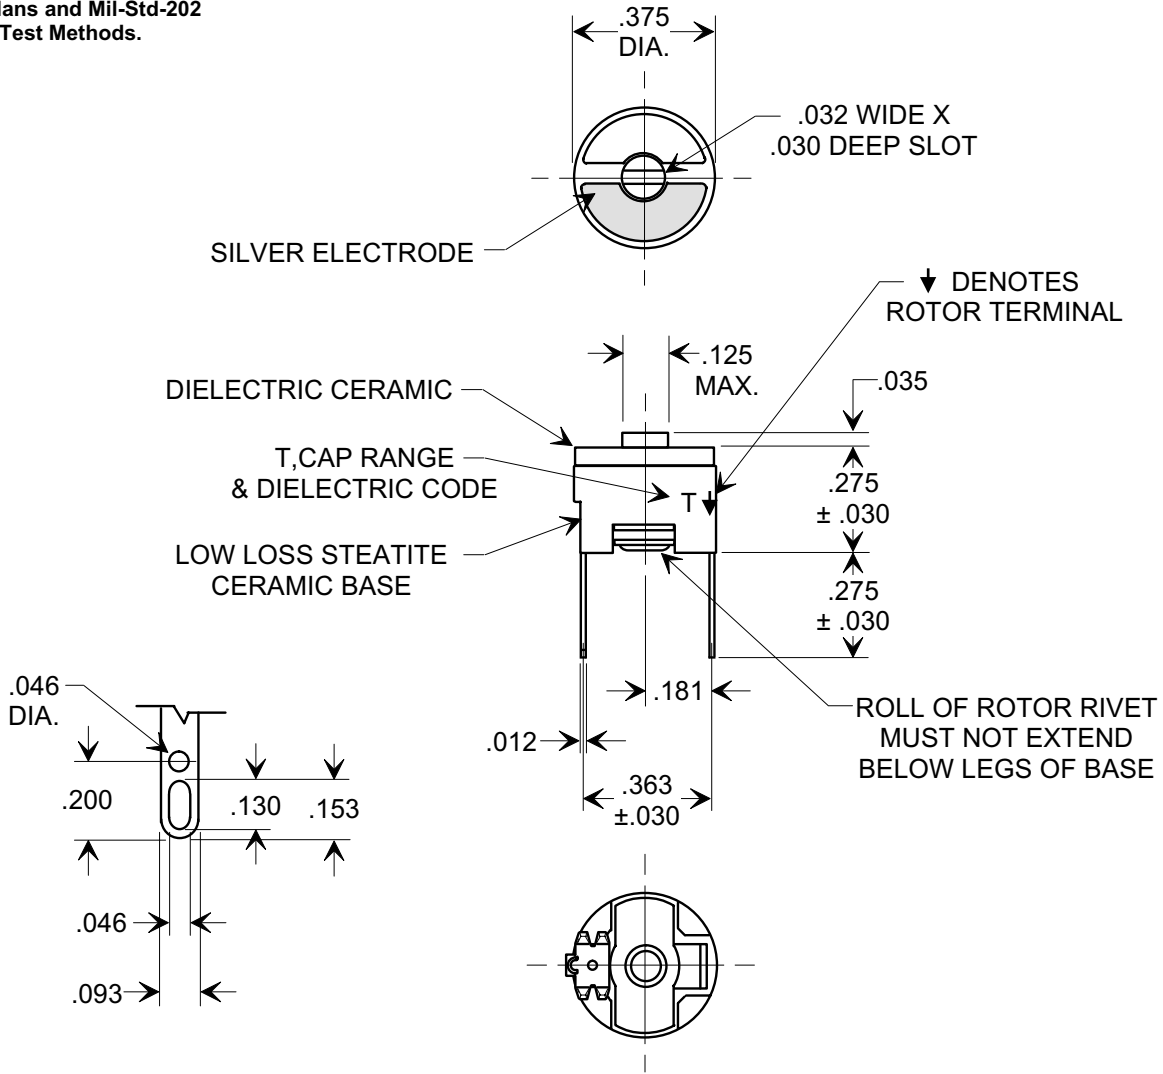 and Mil-Std-202
Test Methods.
.375
DIA.
.032 WIDE X
.030 DEEP SLOT
SILVER ELECTRODE
DENOTES
ROTOR TERMINAL
.125
MAX.
.035
DIELECTRIC CERAMIC
T,CAP RANGE
& DIELECTRIC CODE
T
.275
± .030
LOW LOSS STEATITE
CERAMIC BASE
.275
± .030
.046
DIA.
.181
ROLL OF ROTOR RIVET
MUST NOT EXTEND
BELOW LEGS OF BASE
.012
.363
±.030
.200
.130
.153
.046
.093